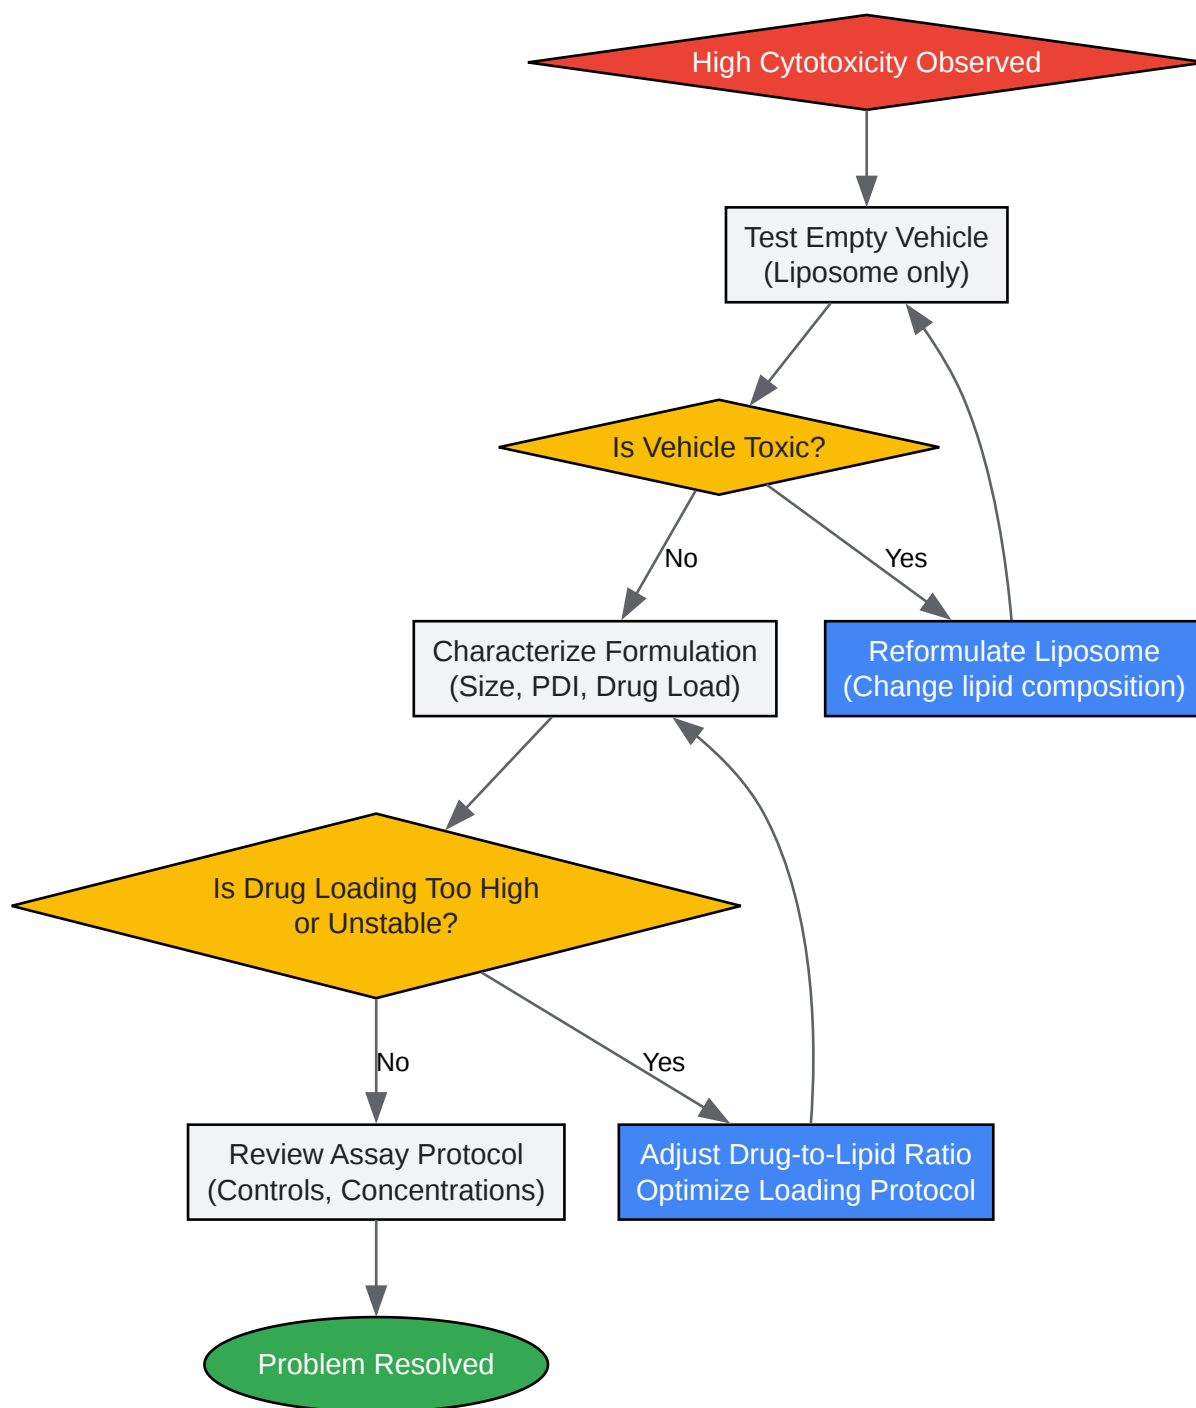 High Cytotoxicity Observed
Test Empty Vehicle
(Liposome only)
Is Vehicle Toxic?
No
Yes
Characterize Formulation
(Size, PDI, Drug Load)
Reformulate Liposome
(Change lipid composition)
Is Drug Loading Too High
or Unstable?
No
Yes
Review Assay Protocol
(Controls, Concentrations)
Adjust Drug-to-Lipid Ratio
Optimize Loading Protocol
Problem Resolved